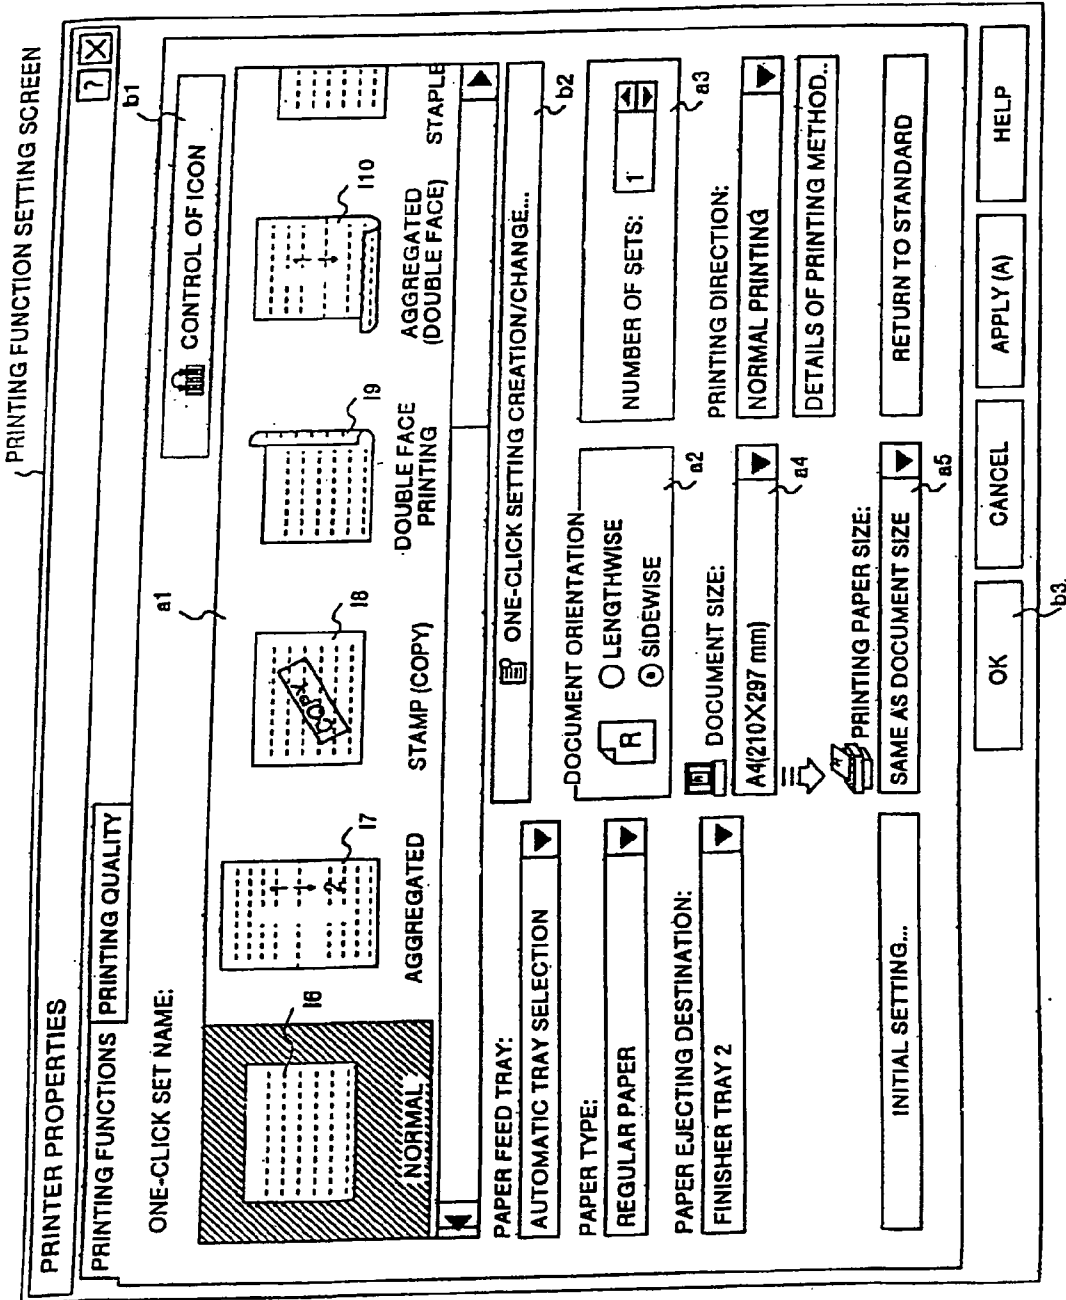 PRINTING FUNCTION SETTING SCREEN
PRINTER PROPERTIES
? X
PRINTING FUNCTIONS PRINTING QUALITY
ONE-CLICK SET NAME:
CONTROL OF ICON
b1
a1
I6
I7
I8
I9
I10
COPY
NORMAL
AGGREGATED
STAMP (COPY)
DOUBLE FACE
PRINTING
AGGREGATED
(DOUBLE FACE)
STAPLE
ONE-CLICK SETTING CREATION/CHANGE...
b2
PAPER FEED TRAY:
AUTOMATIC TRAY SELECTION
PAPER TYPE:
REGULAR PAPER
PAPER EJECTING DESTINATION:
FINISHER TRAY 2
DOCUMENT ORIENTATION
R
LENGTHWISE
SIDEWISE
a2
NUMBER OF SETS: 1
a3
DOCUMENT SIZE:
A4(210×297 mm)
a4
PRINTING DIRECTION:
NORMAL PRINTING
DETAILS OF PRINTING METHOD..
PRINTING PAPER SIZE:
SAME AS DOCUMENT SIZE
a5
INITIAL SETTING...
RETURN TO STANDARD
OK
CANCEL
APPLY (A)
HELP
b3